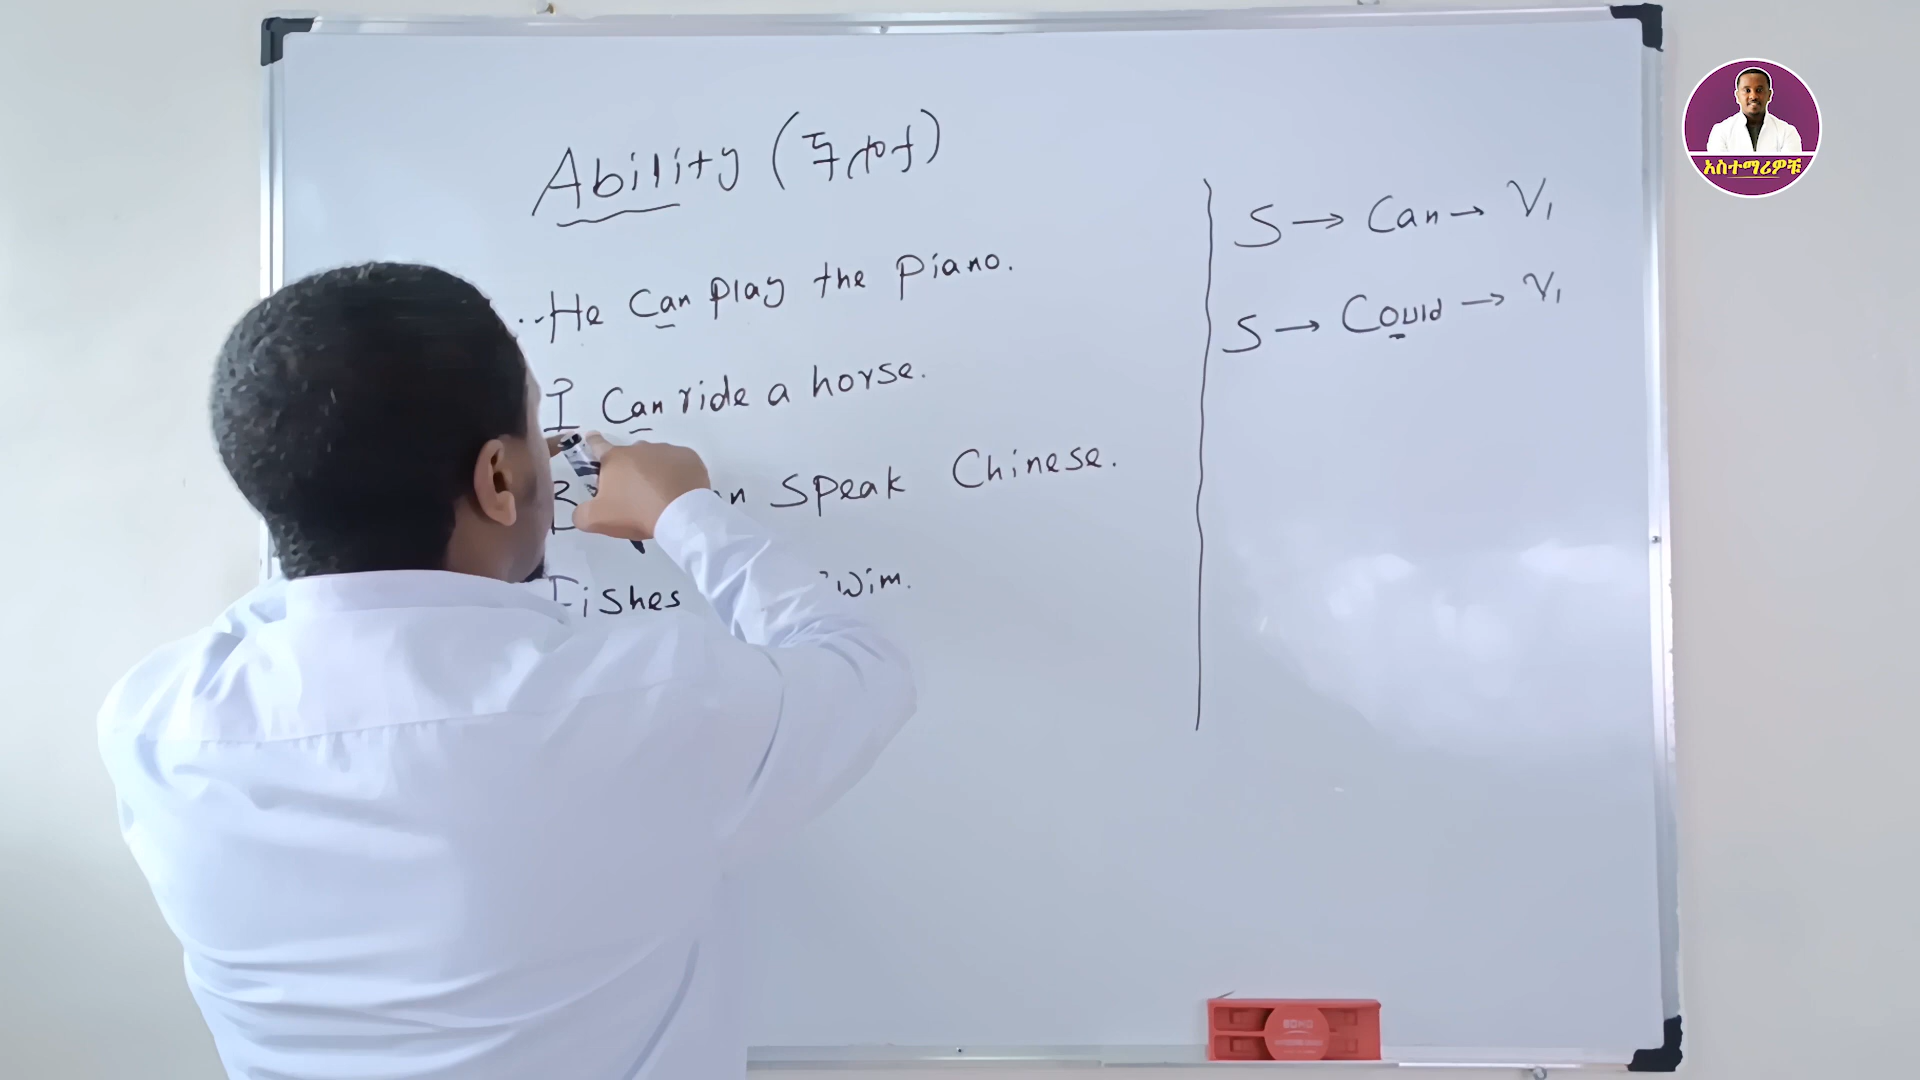 Ability (ችሎታ)
He Can play the piano.
I Can ride a horse.
speak Chinese.
Fishes
S → Can → V1
S → Could → V1
አስተማሪዎቹ